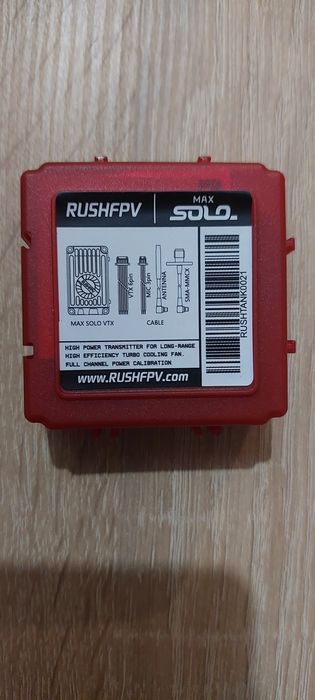 RUSHFPV
MAX
SOLO
MAX SOLO VTX
VTX 6pin
MIC 3pin
CABLE
ANTENNA
SMA-MMCX
RUSHTANK0021
HIGH POWER TRANSMITTER FOR LONG-RANGE
HIGH EFFICIENCY TURBO COOLING FAN.
FULL CHANNEL POWER CALIBRATION.
www.RUSHFPV.com